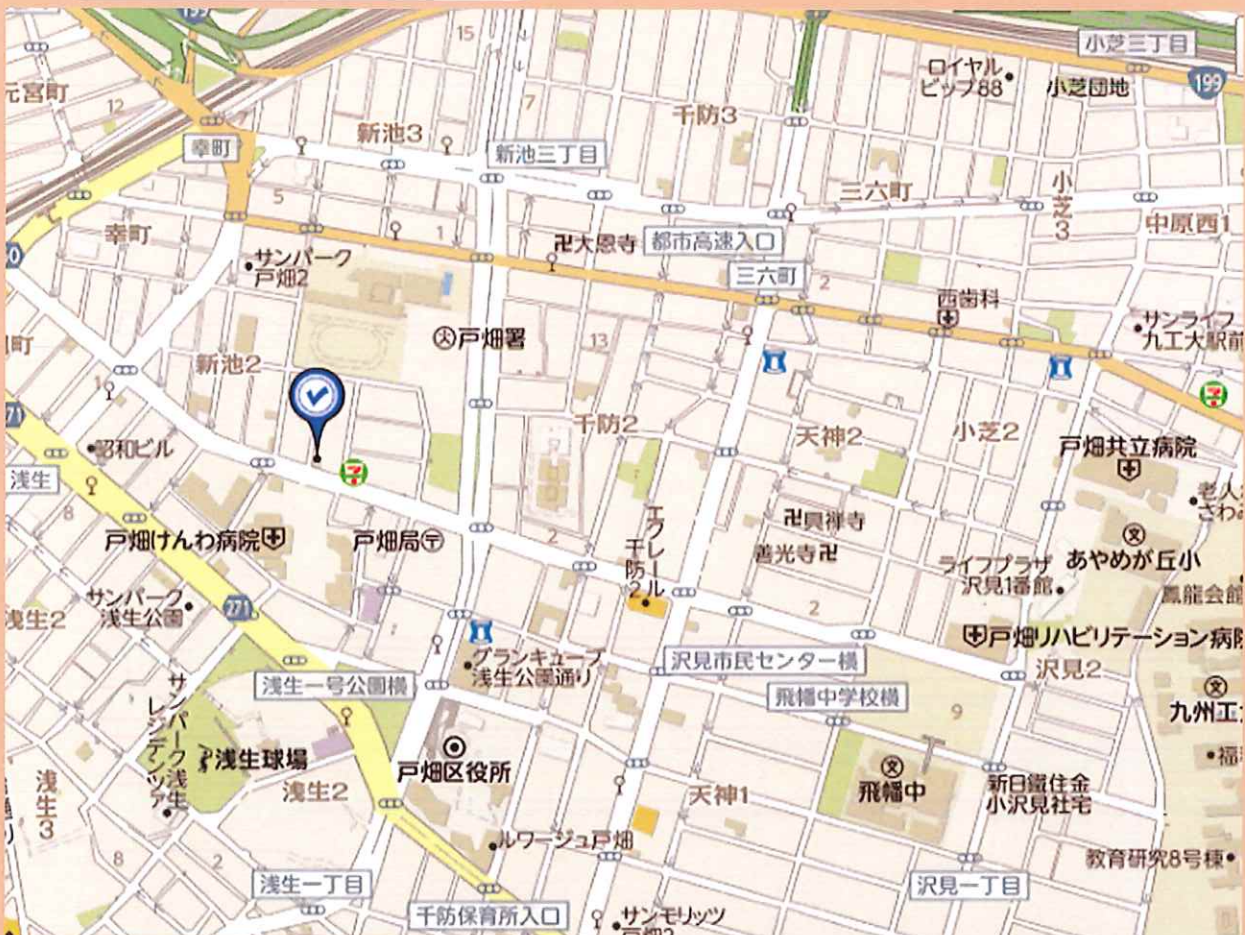 15
小芝三丁目
ロイヤル
ビップ88
小芝団地
199
元宮町
12
7
新池3
千防3
幸町
新池三丁目
5
三六町
小芝3
中原西1
幸町
1
卍大恩寺
都市高速入口
サンパーク
戸畑2
三六町
2
西歯科
サンライフ
九工大駅前
戸畑署
13
新池2
1
千防2
天神2
小芝2
戸畑共立病院
271
昭和ビル
浅生
8
戸畑けんわ病院
戸畑局〒
2
エクレール
千防2
卍興禅寺
善光寺卍
ライフプラザ
沢見1番館
文
あやめが丘小
サンパーク
浅生公園
浅生2
271
2
鳳龍会館
戸畑リハビリテーション病院
グランキューブ
浅生公園通り
沢見市民センター横
沢見2
浅生一号公園横
飛幡中学校横
9
文
サンパーク浅生
レジデンツァ
浅生球場
戸畑区役所
文
飛幡中
新日鐵住金
小沢見社宅
浅生3
浅生2
天神1
ルワージュ戸畑
教育研究8号棟
8
2
浅生一丁目
沢見一丁目
千防保育所入口
サンモリッツ